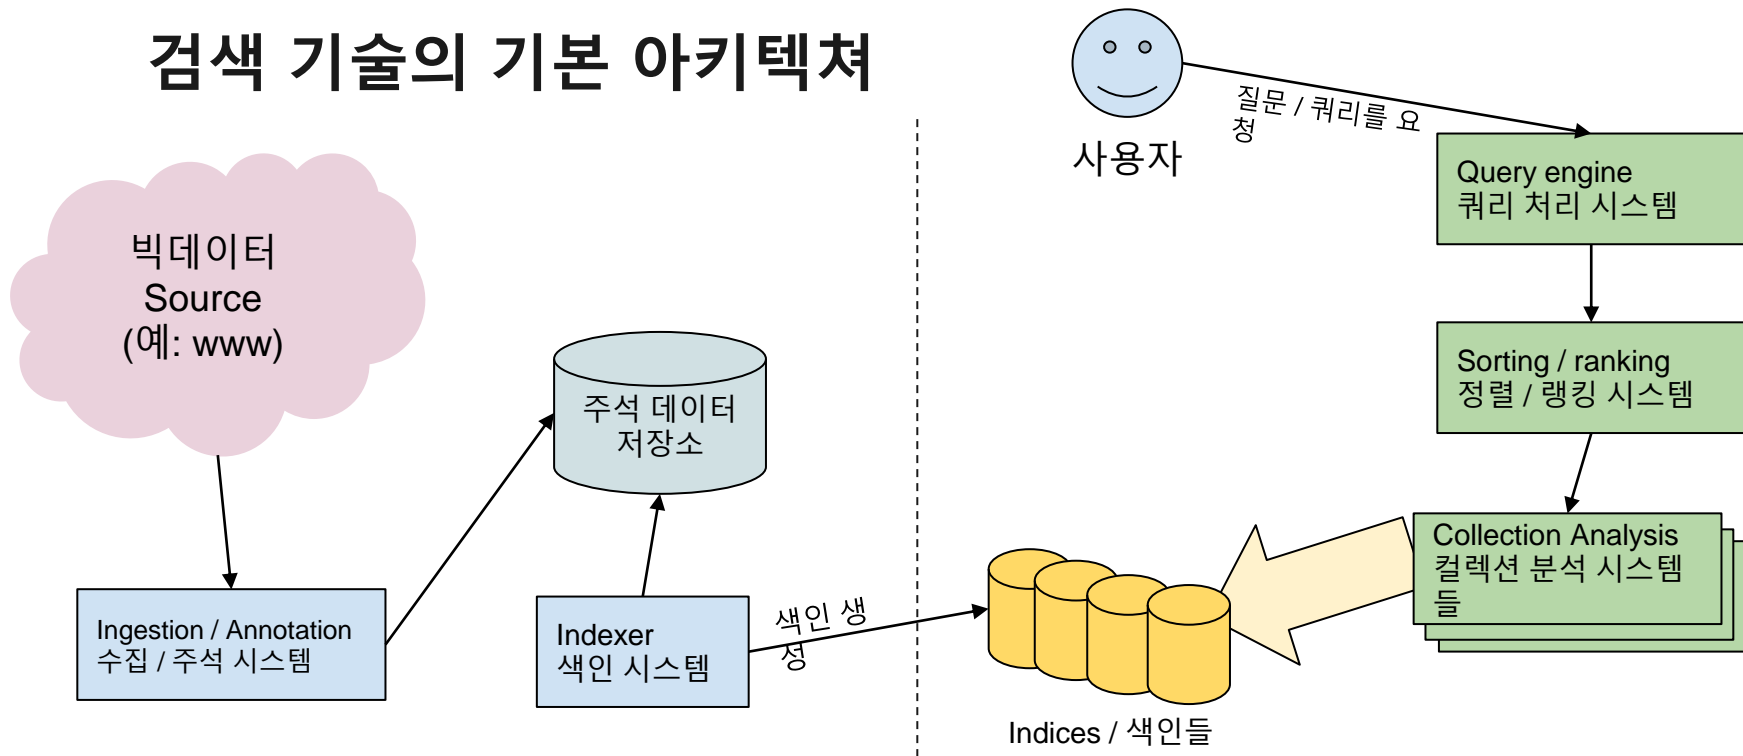 검색 기술의 기본 아키텍쳐
사용자
질문 / 쿼리를 요
청
Query engine
쿼리 처리 시스템
빅데이터
Source
(예: www)
Sorting / ranking
정렬 / 랭킹 시스템
주석 데이터
저장소
Collection Analysis
컬렉션 분석 시스템
들
Ingestion / Annotation
수집 / 주석 시스템
Indexer
색인 시스템
색인 생
성
Indices / 색인들